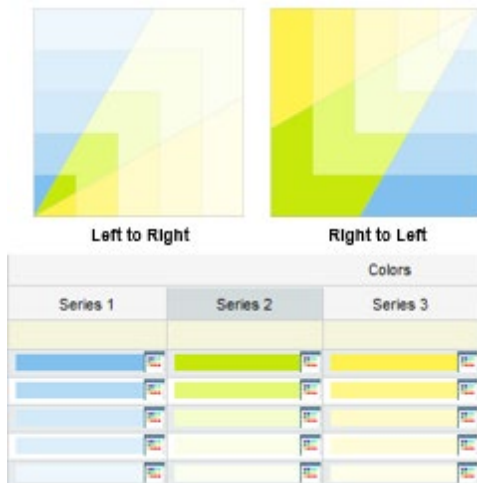 Left to Right
Right to Left
Colors
Series 1
Series 2
Series 3